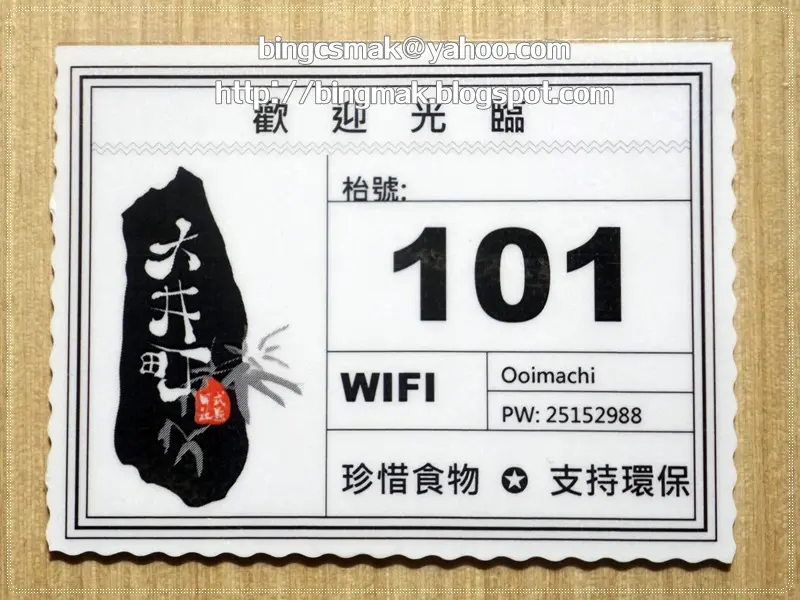 bingcsmak@yahoo.com
http://bingmak.blogspot.com
歡迎光臨
枱號:
101
大井町
WIFI
Ooimachi
PW: 25152988
珍惜食物 ✪ 支持環保